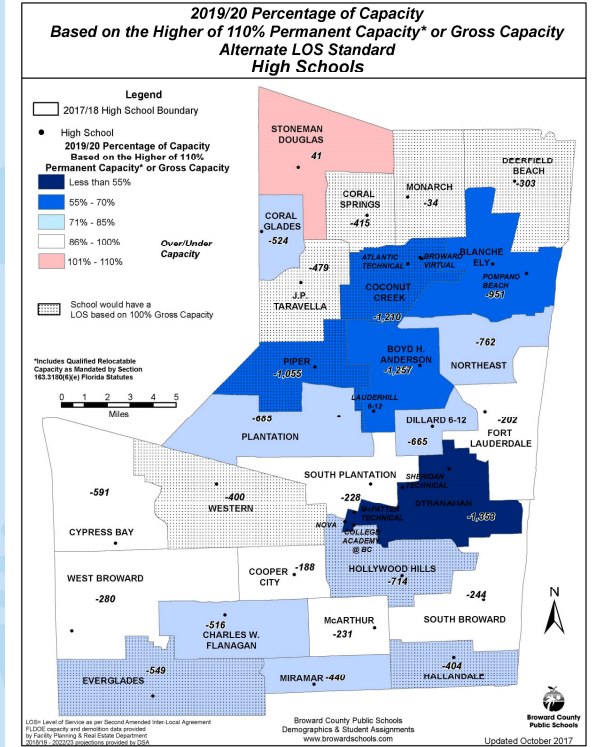 2019/20 Percentage of Capacity
Based on the Higher of 110% Permanent Capacity* or Gross Capacity
Alternate LOS Standard
High Schools
Legend
2017/18 High School Boundary
High School
2019/20 Percentage of Capacity
Based on the Higher of 110%
Permanent Capacity* or Gross Capacity
Less than 55%
55% - 70%
71% - 85%
86% - 100%
101% - 110%
Over/Under
Capacity
School would have a
LOS based on 100% Gross Capacity
*Includes Qualified Relocatable
Capacity as Mandated by Section
163.3180(6)(e) Florida Statutes
0 1 2 3 4 5
Miles
STONEMAN
DOUGLAS
41
CORAL
SPRINGS
-415
MONARCH
-34
DEERFIELD
BEACH
-303
CORAL
GLADES
-524
-479
J.P.
TARAVELLA
ATLANTIC
TECHNICAL
BROWARD
VIRTUAL
COCONUT
CREEK
-1,210
BLANCHE
ELY
POMPANO
BEACH
-951
PIPER
-1,055
BOYD H.
ANDERSON
-1,257
-762
NORTHEAST
LAUDERHILL
6-12
-685
PLANTATION
DILLARD 6-12
-665
-202
FORT
LAUDERDALE
SOUTH PLANTATION
-228
SHERIDAN
TECHNICAL
STRANAHAN
-1,353
McFATTER
TECHNICAL
NOVA
COLLEGE
ACADEMY
@ BC
-591
CYPRESS BAY
-400
WESTERN
HOLLYWOOD HILLS
-714
COOPER
CITY
-188
WEST BROWARD
-280
-516
CHARLES W.
FLANAGAN
McARTHUR
-231
-244
SOUTH BROWARD
-549
EVERGLADES
MIRAMAR -440
-404
HALLANDALE
N
LOS= Level of Service as per Second Amended Inter-Local Agreement
FLDOE capacity and demolition data provided
by Facility Planning & Real Estate Department
2018/19 - 2022/23 projections provided by DSA
Broward County Public Schools
Demographics & Student Assignments
www.browardschools.com
Broward County
Public Schools
Updated October 2017